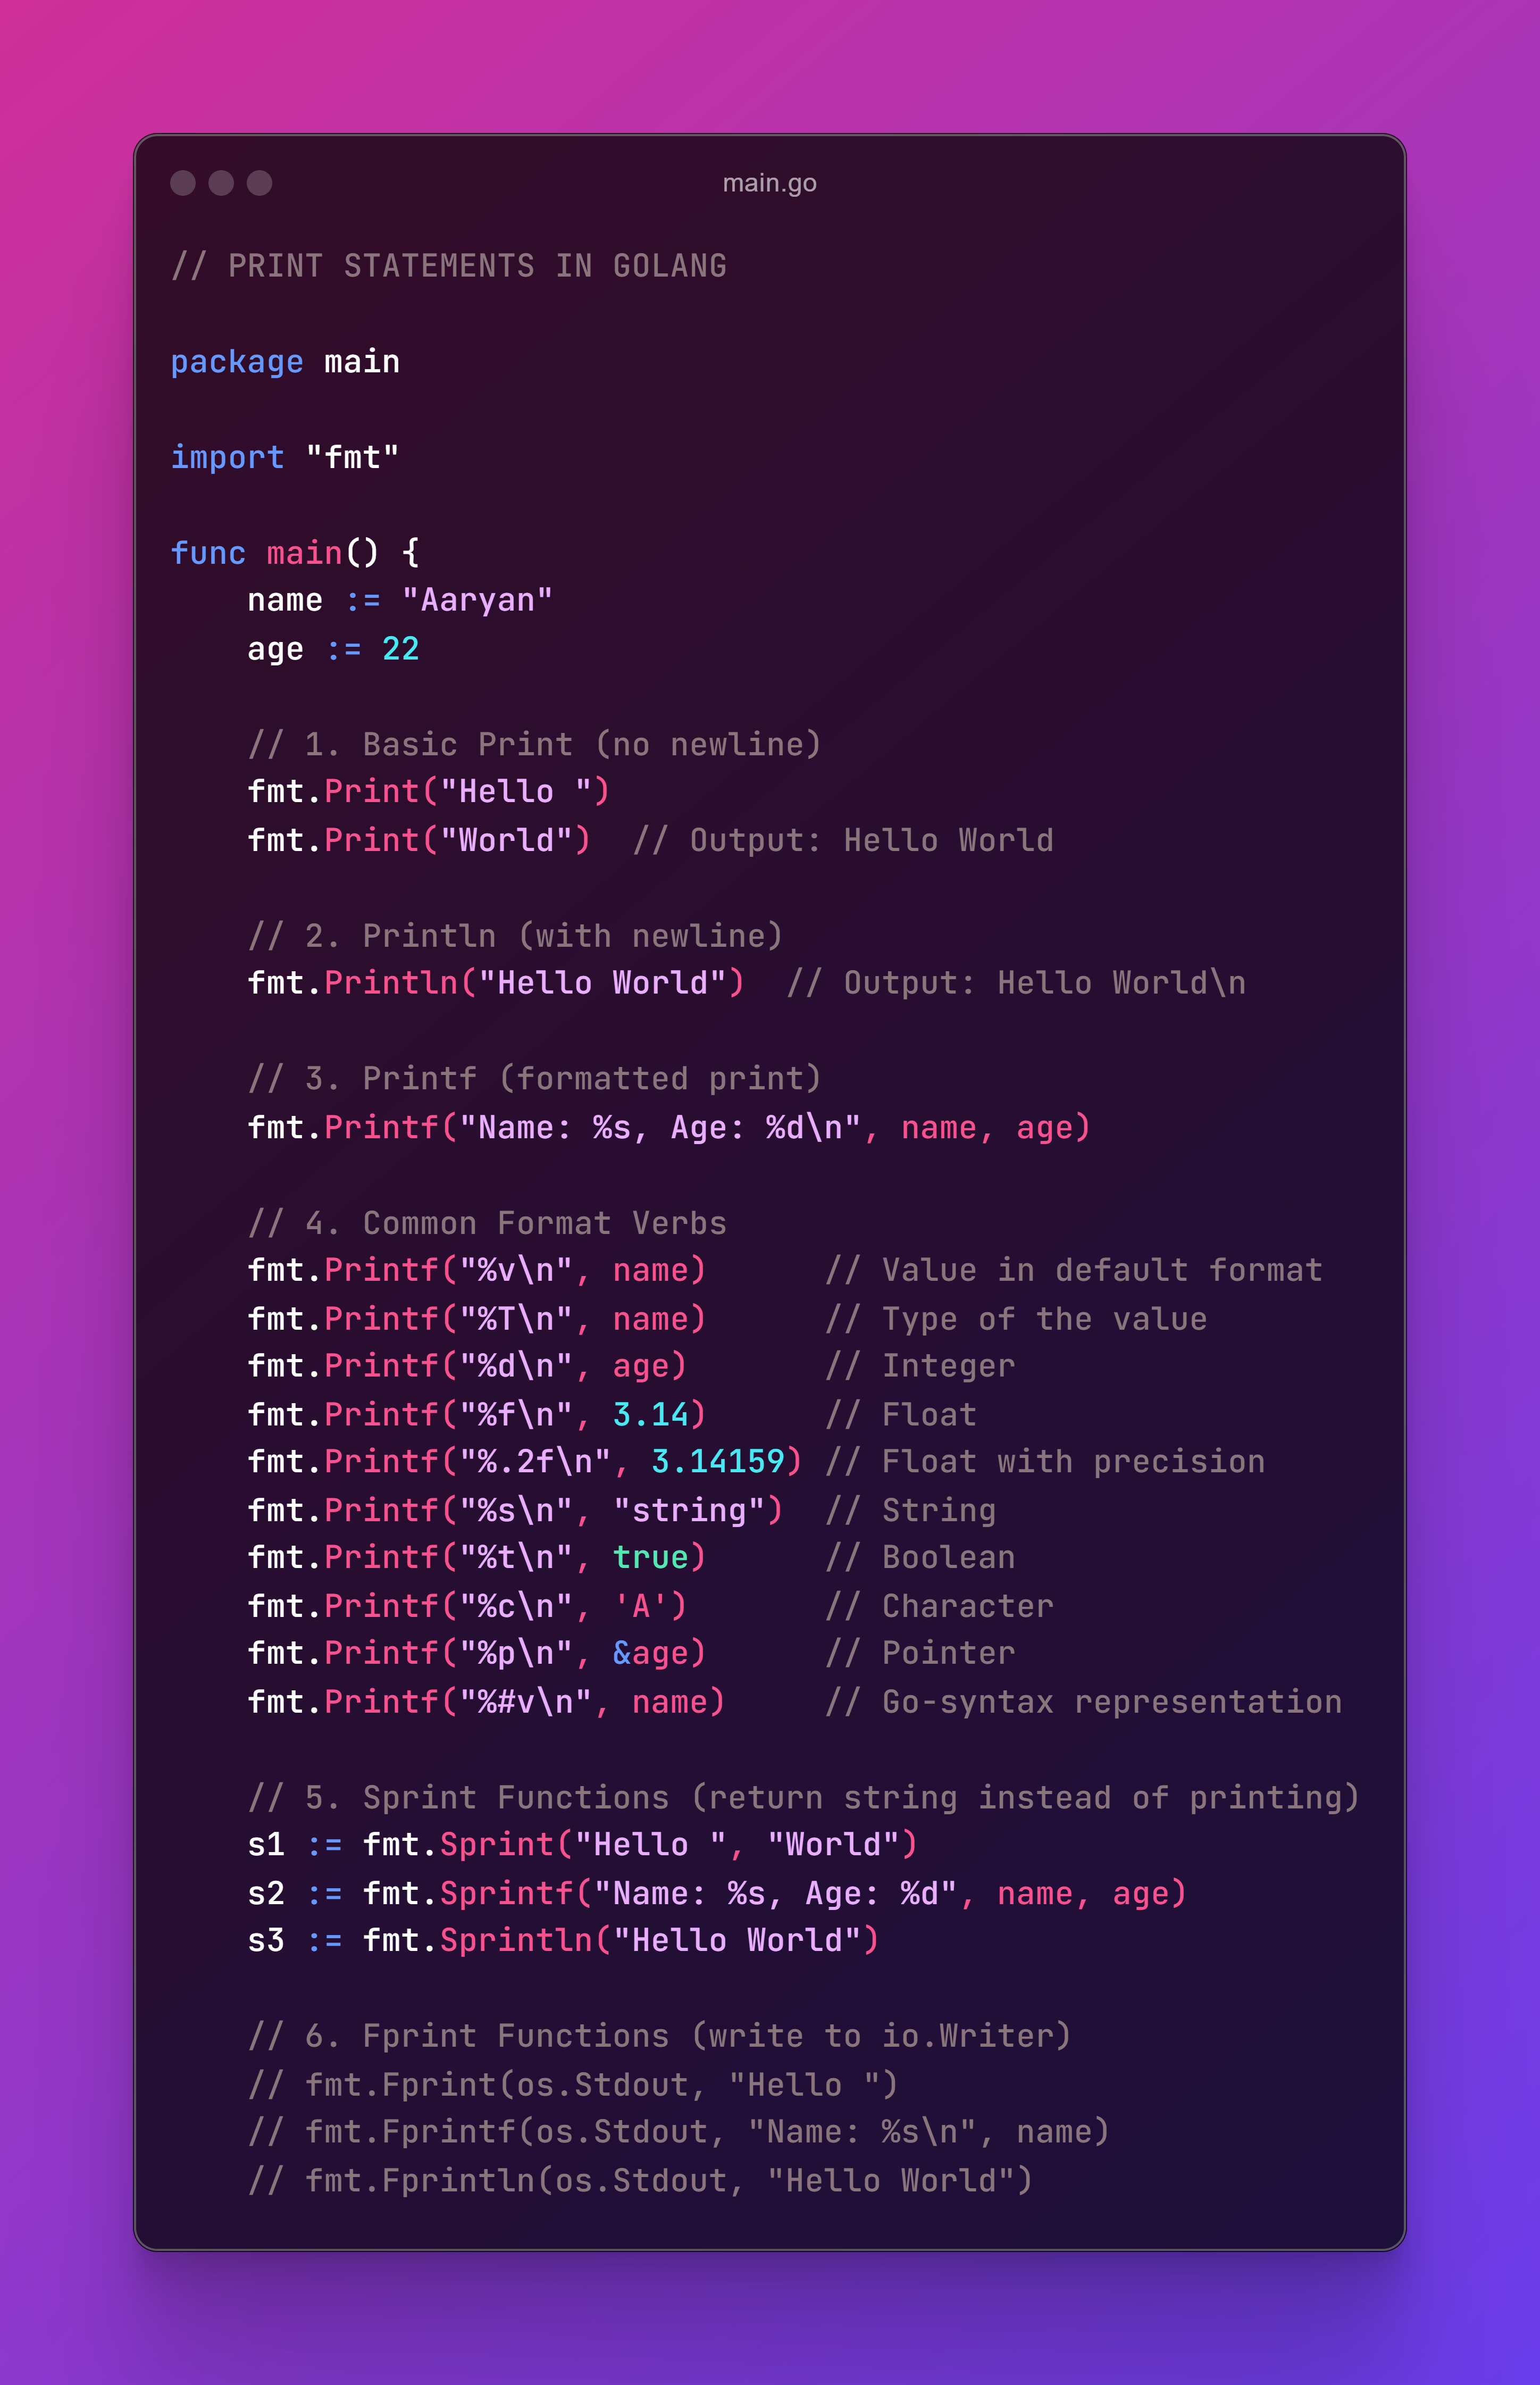 main.go
// PRINT STATEMENTS IN GOLANG
package main
import "fmt"
func main() {
    name := "Aaryan"
    age := 22
    // 1. Basic Print (no newline)
    fmt.Print("Hello ")
    fmt.Print("World")  // Output: Hello World
    // 2. Println (with newline)
    fmt.Println("Hello World")  // Output: Hello World\n
    // 3. Printf (formatted print)
    fmt.Printf("Name: %s, Age: %d\n", name, age)
    // 4. Common Format Verbs
    fmt.Printf("%v\n", name)      // Value in default format
    fmt.Printf("%T\n", name)      // Type of the value
    fmt.Printf("%d\n", age)       // Integer
    fmt.Printf("%f\n", 3.14)      // Float
    fmt.Printf("%.2f\n", 3.14159) // Float with precision
    fmt.Printf("%s\n", "string")  // String
    fmt.Printf("%t\n", true)      // Boolean
    fmt.Printf("%c\n", 'A')       // Character
    fmt.Printf("%p\n", &age)      // Pointer
    fmt.Printf("%#v\n", name)     // Go-syntax representation
    // 5. Sprint Functions (return string instead of printing)
    s1 := fmt.Sprint("Hello ", "World")
    s2 := fmt.Sprintf("Name: %s, Age: %d", name, age)
    s3 := fmt.Sprintln("Hello World")
    // 6. Fprint Functions (write to io.Writer)
    // fmt.Fprint(os.Stdout, "Hello ")
    // fmt.Fprintf(os.Stdout, "Name: %s\n", name)
    // fmt.Fprintln(os.Stdout, "Hello World")